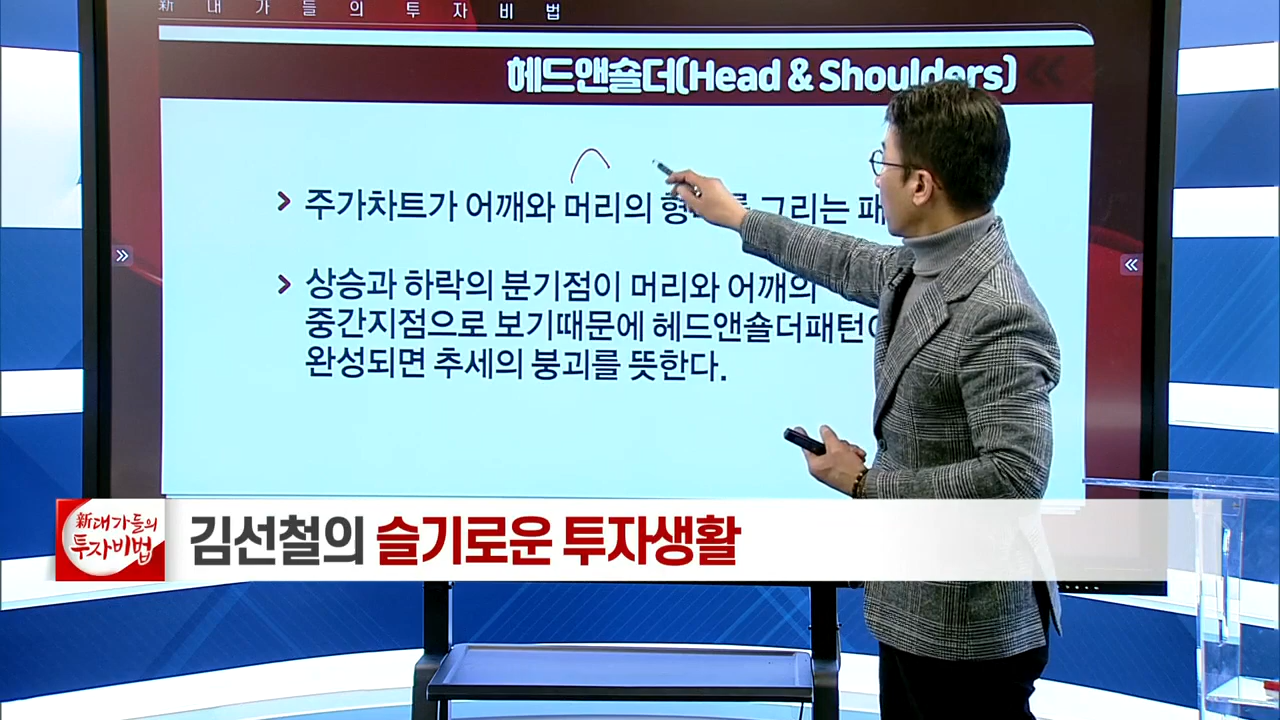 新 대 가 들 의 투 자 비 법
헤드앤숄더(Head & Shoulders)
주가차트가 어깨와 머리의 그리는
상승과 하락의 분기점이 머리와 어깨의
중간지점으로 보기때문에 헤드앤숄더패턴이
완성되면 추세의 붕괴를 뜻한다.
新대가들의
투자비법
김선철의 슬기로운 투자생활